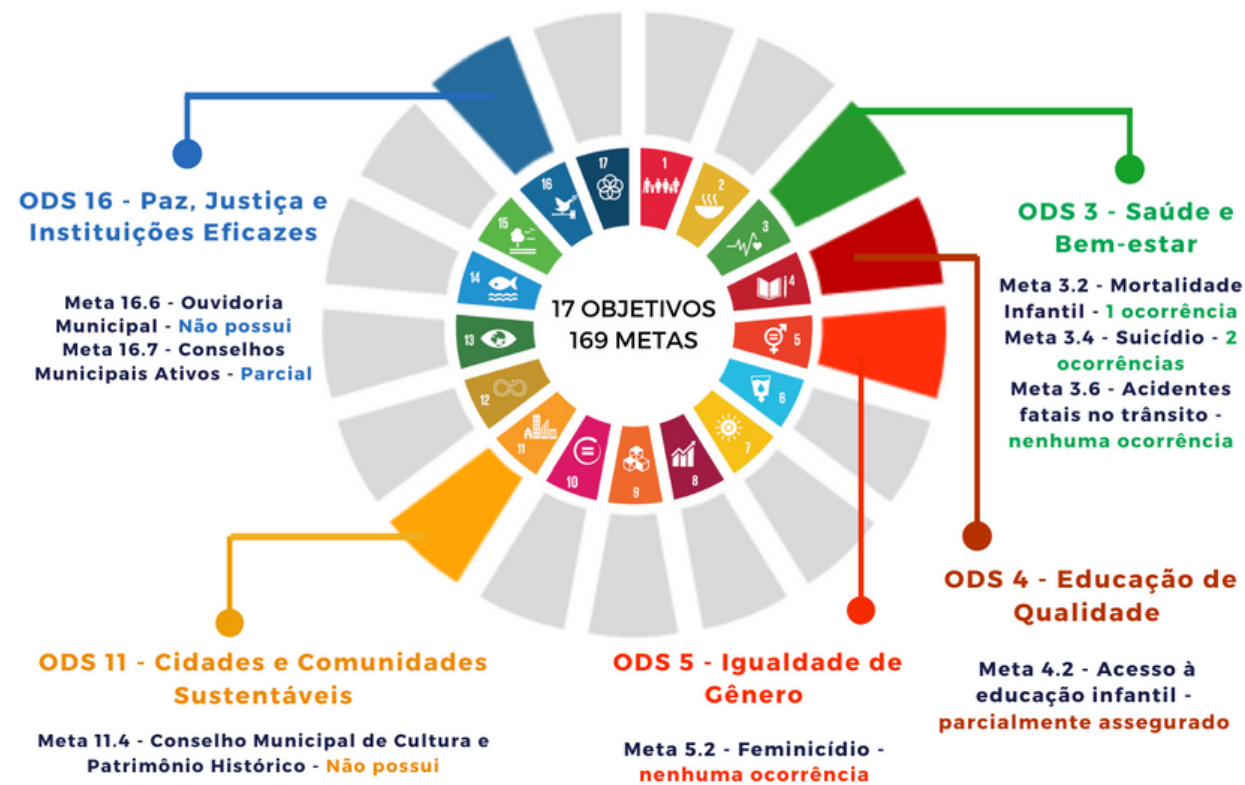 17 OBJETIVOS
169 METAS
1
2
3
4
5
6
7
8
9
10
11
12
13
14
15
16
17
ODS 16 - Paz, Justiça e
Instituições Eficazes
Meta 16.6 - Ouvidoria
Municipal - Não possui
Meta 16.7 - Conselhos
Municipais Ativos - Parcial
ODS 3 - Saúde e
Bem-estar
Meta 3.2 - Mortalidade
Infantil - 1 ocorrência
Meta 3.4 - Suicídio - 2
ocorrências
Meta 3.6 - Acidentes
fatais no trânsito -
nenhuma ocorrência
ODS 4 - Educação de
Qualidade
Meta 4.2 - Acesso à
educação infantil -
parcialmente assegurado
ODS 5 - Igualdade de
Gênero
Meta 5.2 - Feminicídio -
nenhuma ocorrência
ODS 11 - Cidades e Comunidades
Sustentáveis
Meta 11.4 - Conselho Municipal de Cultura e
Patrimônio Histórico - Não possui